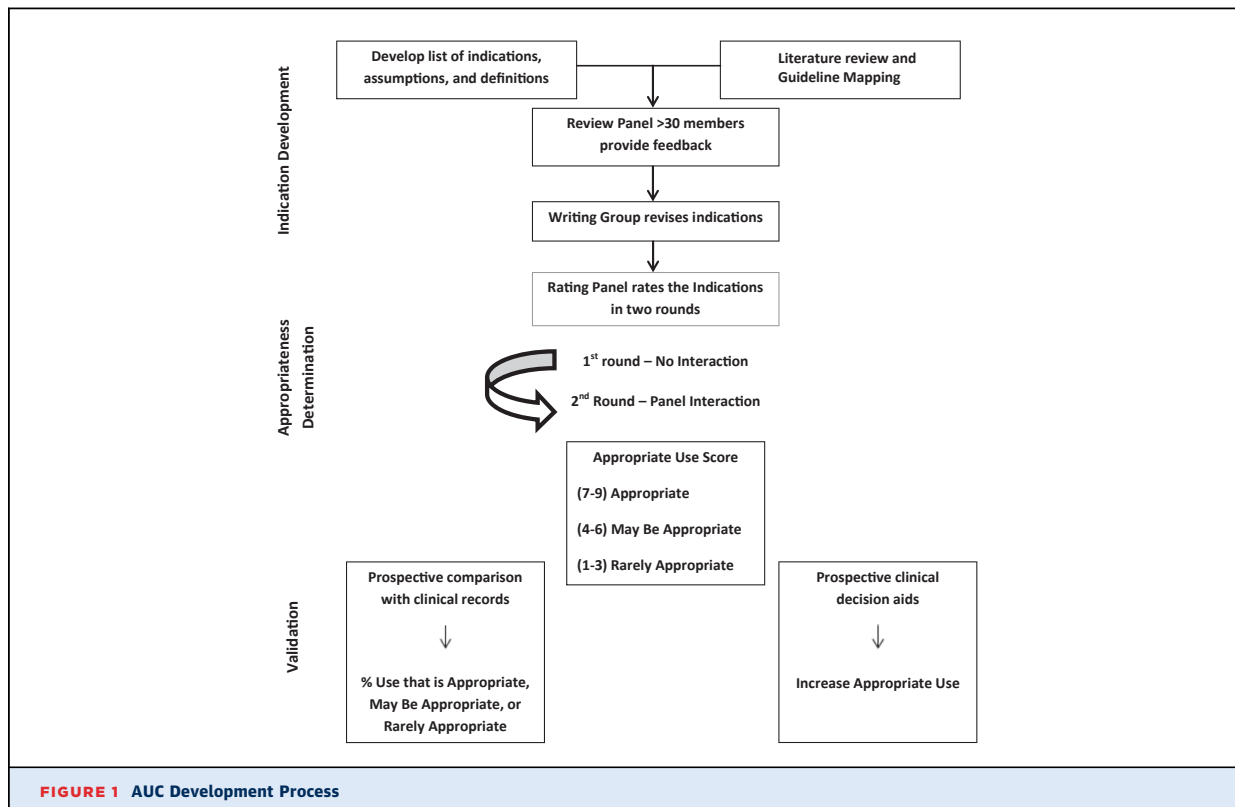 Develop list of indications,
assumptions, and definitions
Literature review and
Guideline Mapping
Indication Development
Review Panel >30 members
provide feedback
Writing Group revises indications
Rating Panel rates the Indications
in two rounds
Appropriateness
Determination
1st round – No Interaction
2nd Round – Panel Interaction
Appropriate Use Score
(7-9) Appropriate
(4-6) May Be Appropriate
(1-3) Rarely Appropriate
Validation
Prospective comparison
with clinical records
% Use that is Appropriate,
May Be Appropriate, or
Rarely Appropriate
Prospective clinical
decision aids
Increase Appropriate Use
FIGURE 1 AUC Development Process